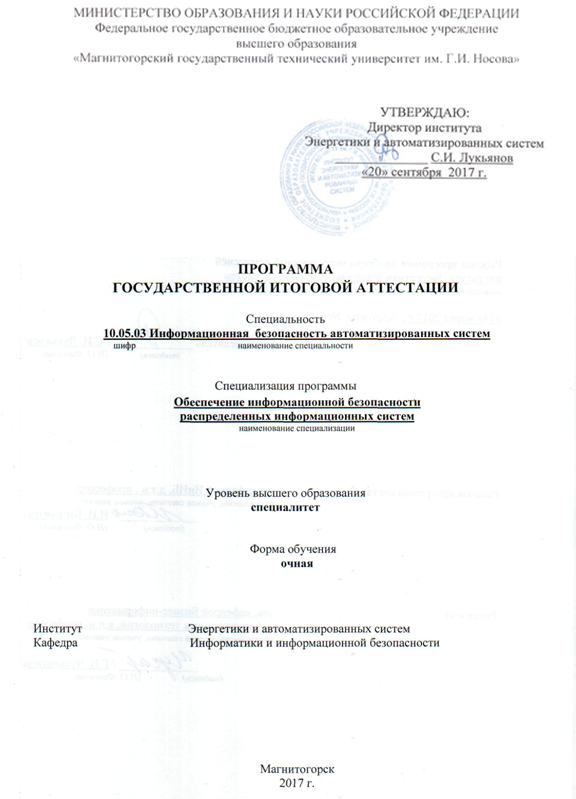 МИНИСТЕРСТВО ОБРАЗОВАНИЯ И НАУКИ РОССИЙСКОЙ ФЕДЕРАЦИИ
Федеральное государственное бюджетное образовательное учреждение
высшего образования
«Магнитогорский государственный технический университет им. Г.И. Носова»
УТВЕРЖДАЮ:
Директор института
Энергетики и автоматизированных систем
С.И. Лукьянов
«20» сентября 2017 г.
ПРОГРАММА
ГОСУДАРСТВЕННОЙ ИТОГОВОЙ АТТЕСТАЦИИ
Специальность
10.05.03 Информационная безопасность автоматизированных систем
шифр наименование специальности
Специализация программы
Обеспечение информационной безопасности
распределенных информационных систем
наименование специализации
Уровень высшего образования
специалитет
Форма обучения
очная
Институт Энергетики и автоматизированных систем
Кафедра Информатики и информационной безопасности
Магнитогорск
2017 г.